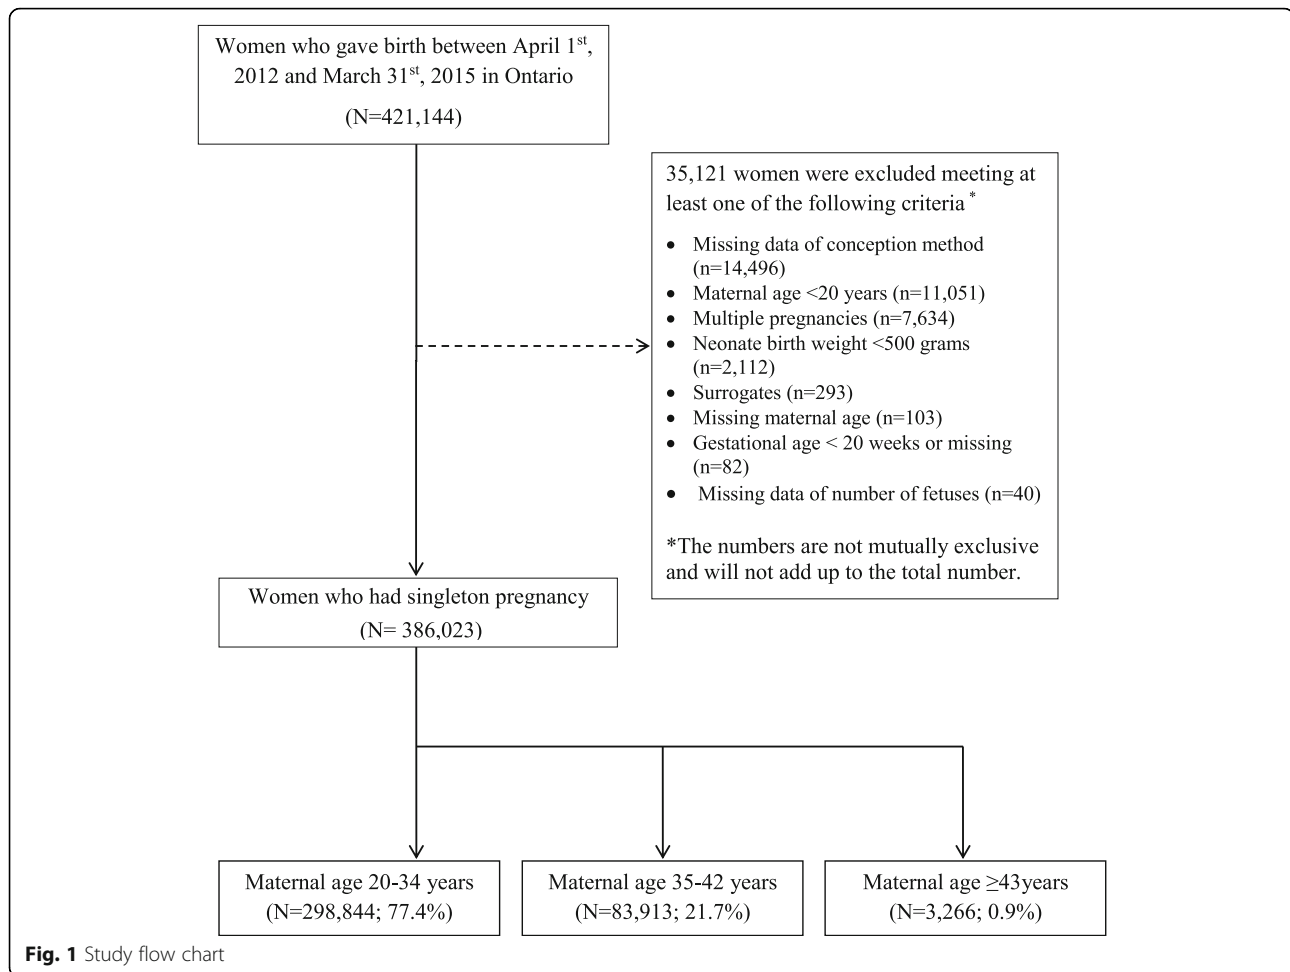 Women who gave birth between April 1st,
2012 and March 31st, 2015 in Ontario
(N=421,144)
35,121 women were excluded meeting at
least one of the following criteria *
• Missing data of conception method
(n=14,496)
• Maternal age <20 years (n=11,051)
• Multiple pregnancies (n=7,634)
• Neonate birth weight <500 grams
(n=2,112)
• Surrogates (n=293)
• Missing maternal age (n=103)
• Gestational age < 20 weeks or missing
(n=82)
• Missing data of number of fetuses (n=40)
*The numbers are not mutually exclusive
and will not add up to the total number.
Women who had singleton pregnancy
(N= 386,023)
Maternal age 20-34 years
(N=298,844; 77.4%)
Maternal age 35-42 years
(N=83,913; 21.7%)
Maternal age ≥43years
(N=3,266; 0.9%)
Fig. 1 Study flow chart